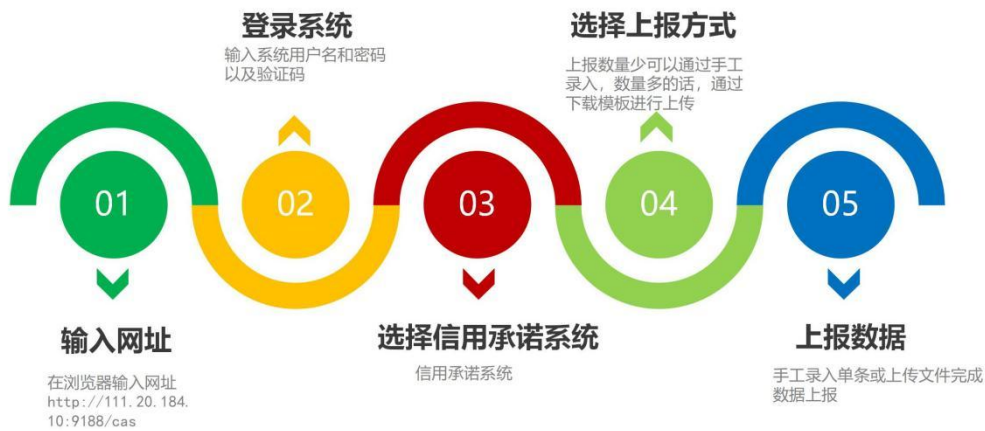 登录系统
输入系统用户名和密码
以及验证码
选择上报方式
上报数量少可以通过手工
录入，数量多的话，通过
下载模板进行上传
01
02
03
04
05
输入网址
在浏览器输入网址
http://111.20.184.
10:9188/cas
选择信用承诺系统
信用承诺系统
上报数据
手工录入单条或上传文件完成
数据上报